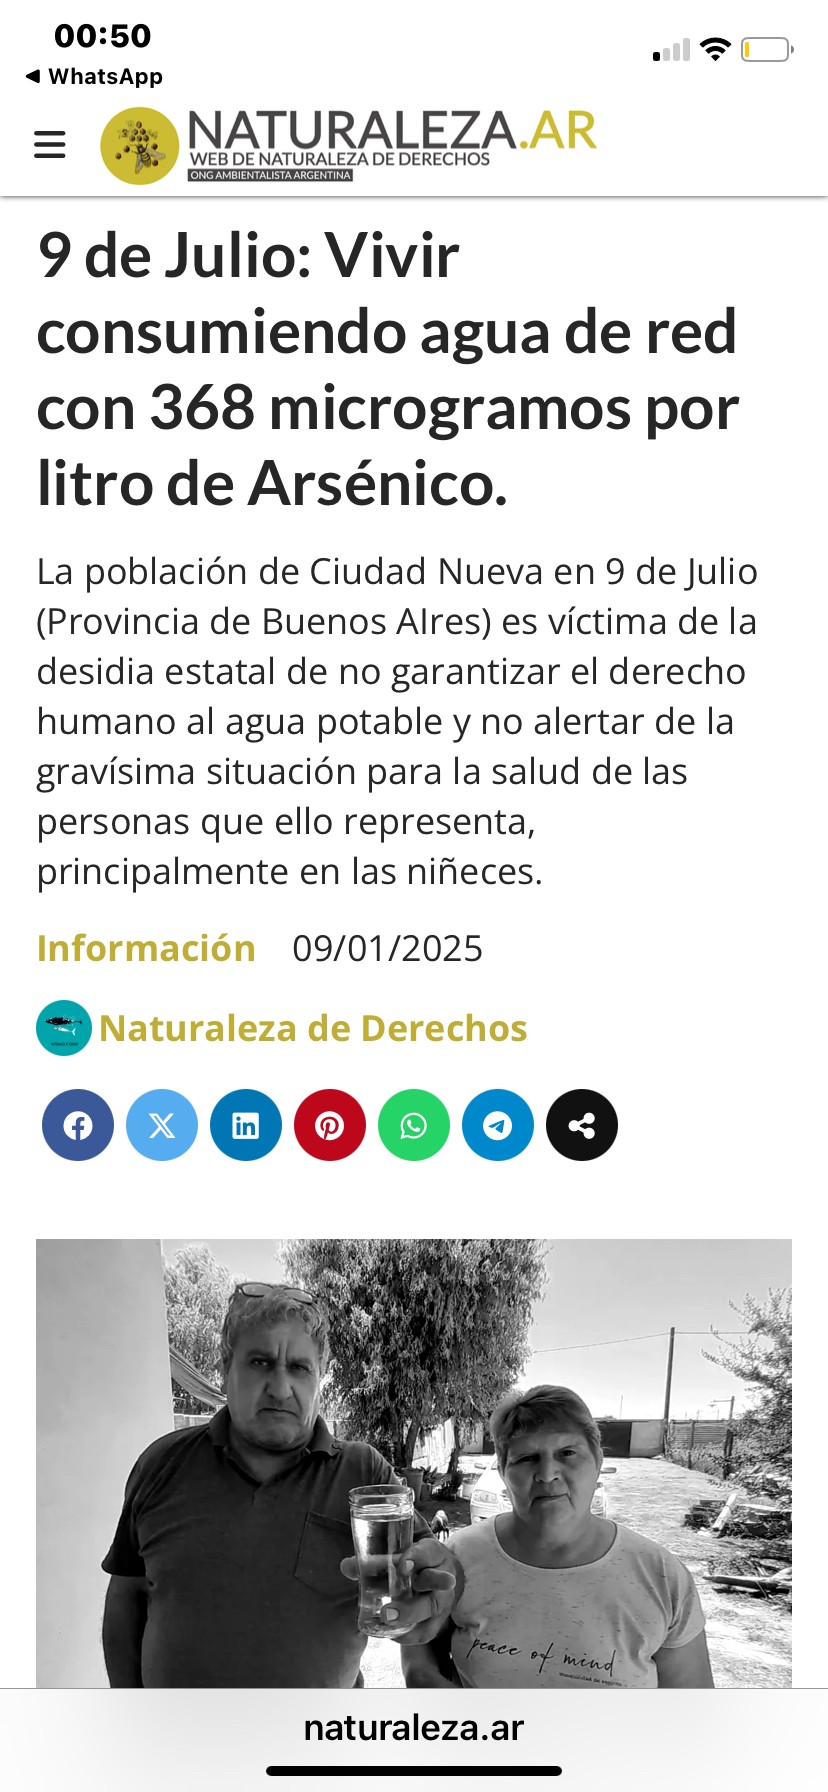 00:50
WhatsApp
NATURALEZA.AR
WEB DE NATURALEZA DE DERECHOS
ONG AMBIENTALISTA ARGENTINA
9 de Julio: Vivir
consumiendo agua de red
con 368 microgramos por
litro de Arsénico.
La población de Ciudad Nueva en 9 de Julio
(Provincia de Buenos AIres) es víctima de la
desidia estatal de no garantizar el derecho
humano al agua potable y no alertar de la
gravísima situación para la salud de las
personas que ello representa,
principalmente en las niñeces.
Información 09/01/2025
Naturaleza de Derechos
peace of mind
naturaleza.ar